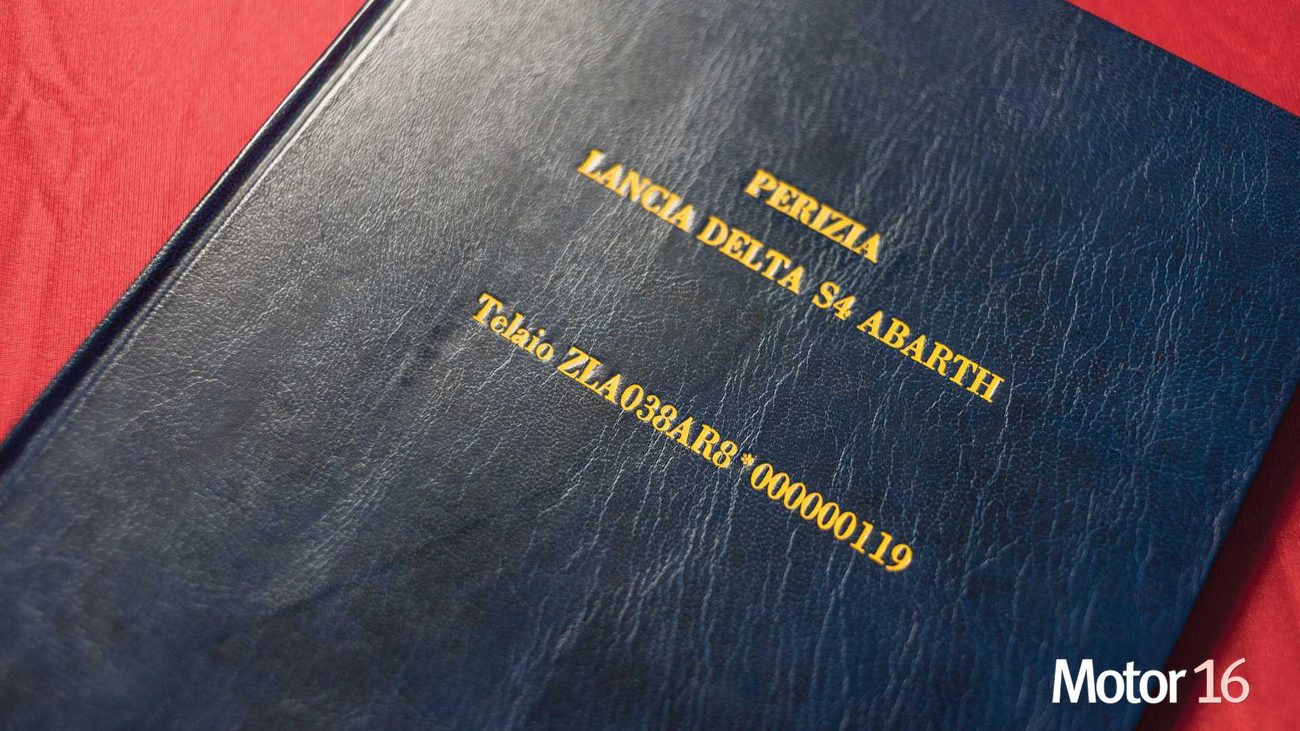 PERIZIA
LANCIA DELTA S4 ABARTH
Telaio ZLA038AR8*000000119
Motor 16